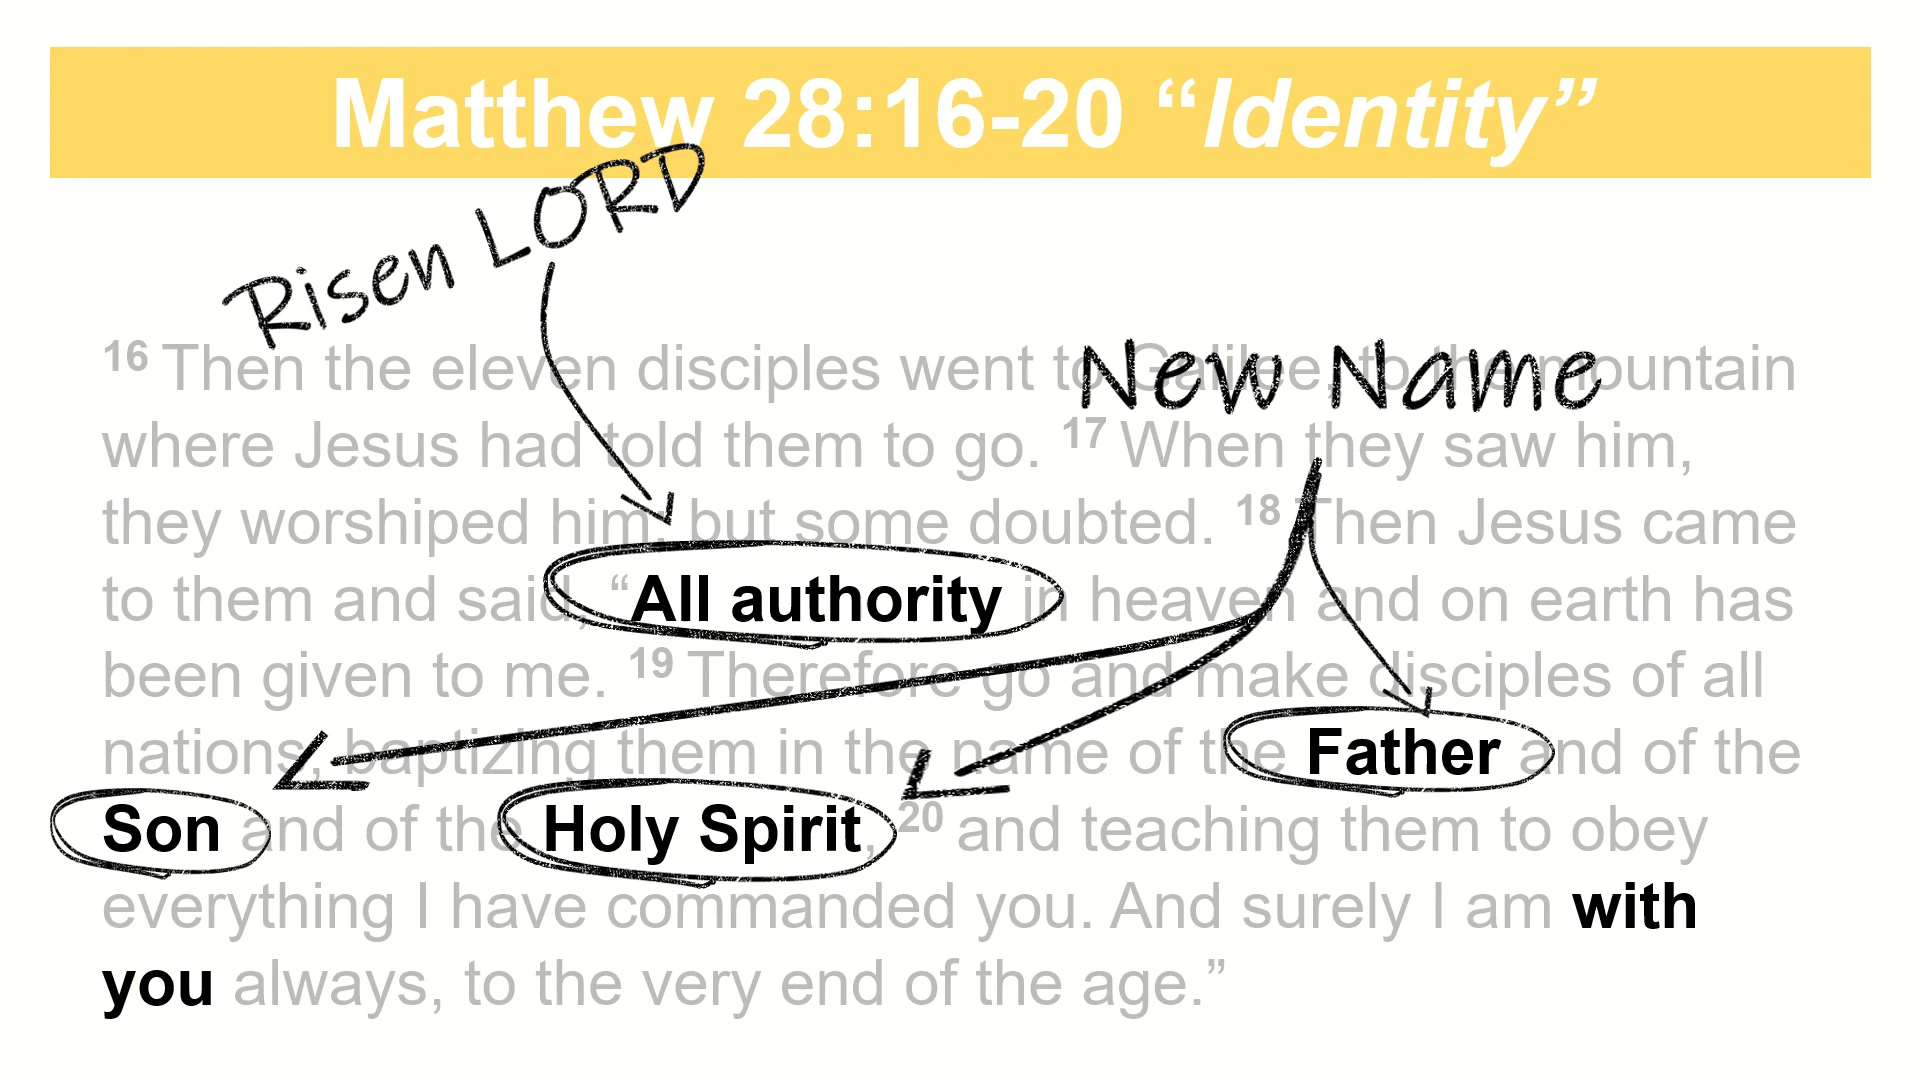 Matthew 28:16-20 “Identity”
Risen LORD
New Name
16 Then the eleven disciples went to Galilee, to the mountain
where Jesus had told them to go. 17 When they saw him,
they worshiped him; but some doubted. 18 Then Jesus came
to them and said, “All authority in heaven and on earth has
been given to me. 19 Therefore go and make disciples of all
nations, baptizing them in the name of the Father and of the
Son and of the Holy Spirit, 20 and teaching them to obey
everything I have commanded you. And surely I am with
you always, to the very end of the age.”